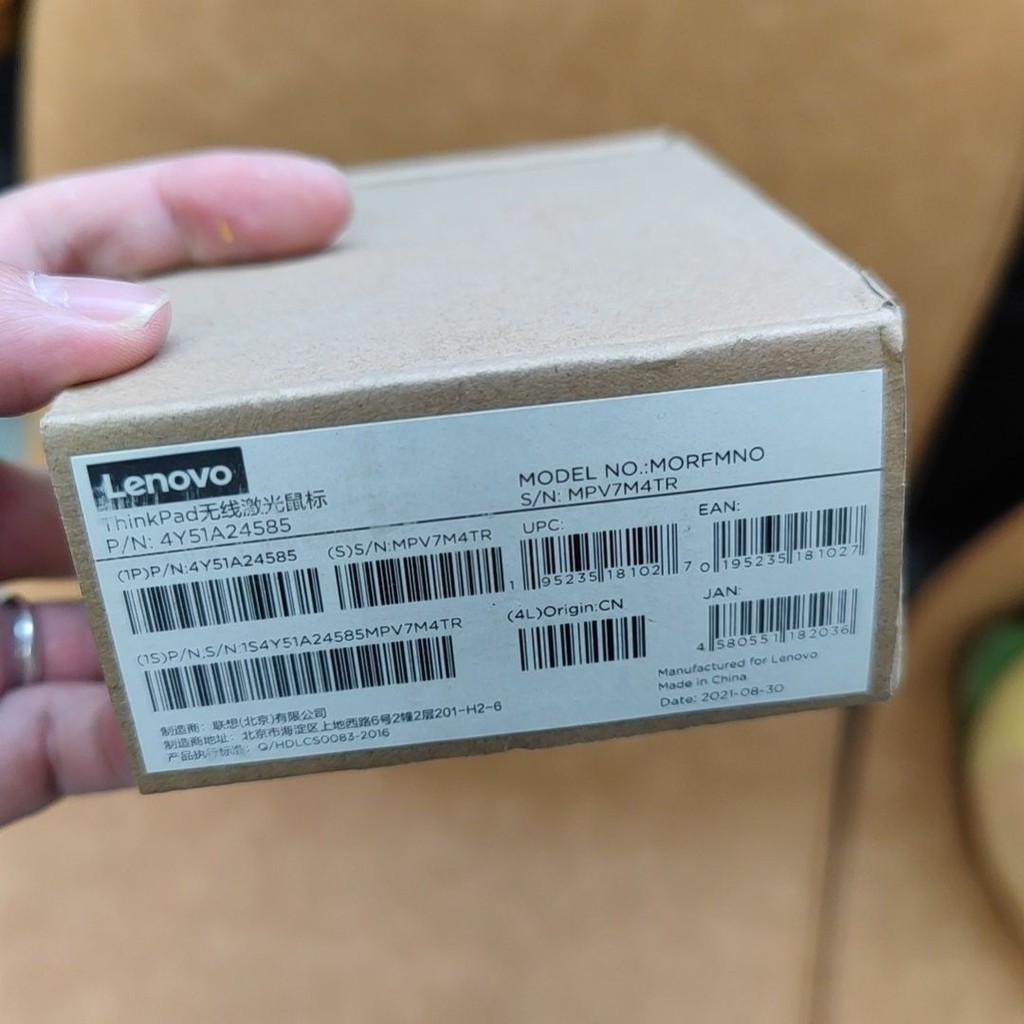 Lenovo
ThinkPad无线激光鼠标
P/N: 4Y51A24585
MODEL NO.:MORFMNO
S/N: MPV7M4TR
(1P)P/N:4Y51A24585
(S)S/N:MPV7M4TR
UPC:
1 95235 18102 7
EAN:
0 195235 181027
(1S)P/N.S/N:1S4Y51A24585MPV7M4TR
(4L)Origin:CN
JAN:
4 580551 182036
制造商: 联想(北京)有限公司
制造商地址: 北京市海淀区上地西路6号2幢2层201-H2-6
产品执行标准: Q/HDLCS0083-2016
Manufactured for Lenovo
Made in China
Date: 2021-08-30